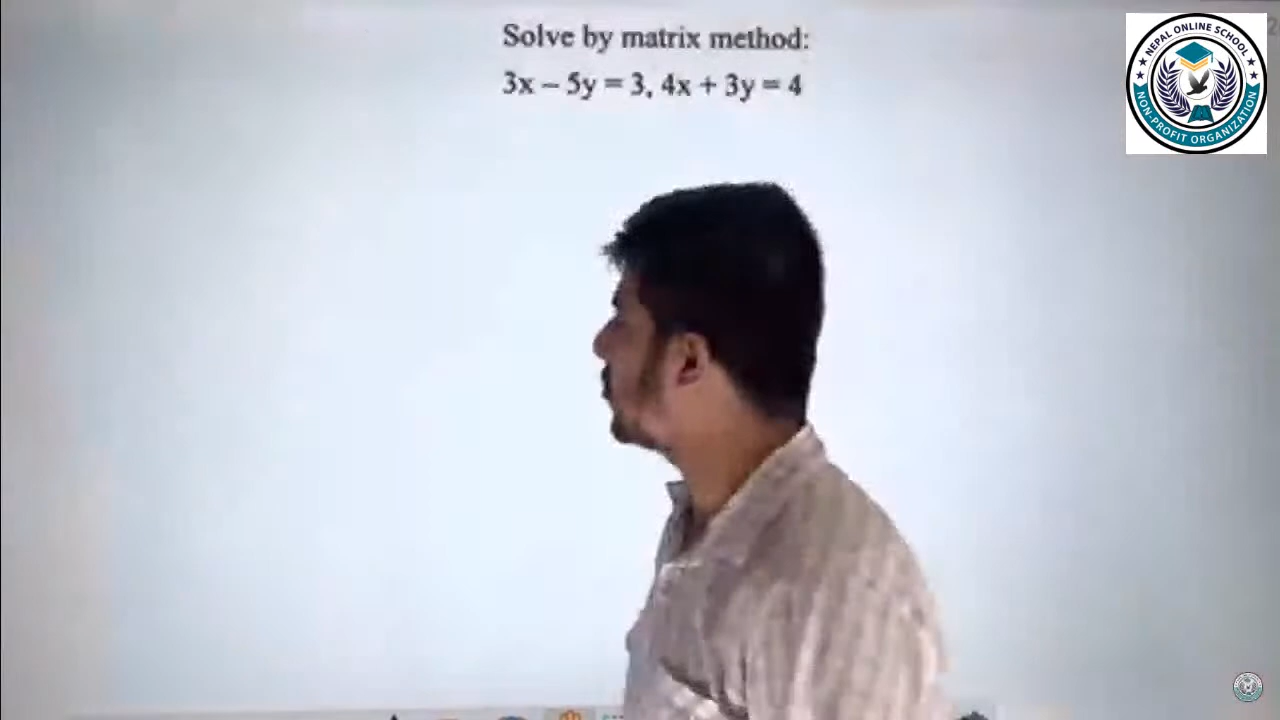 Solve by matrix method:
3x – 5y = 3, 4x + 3y = 4
NEPAL ONLINE SCHOOL
NON-PROFIT ORGANIZATION